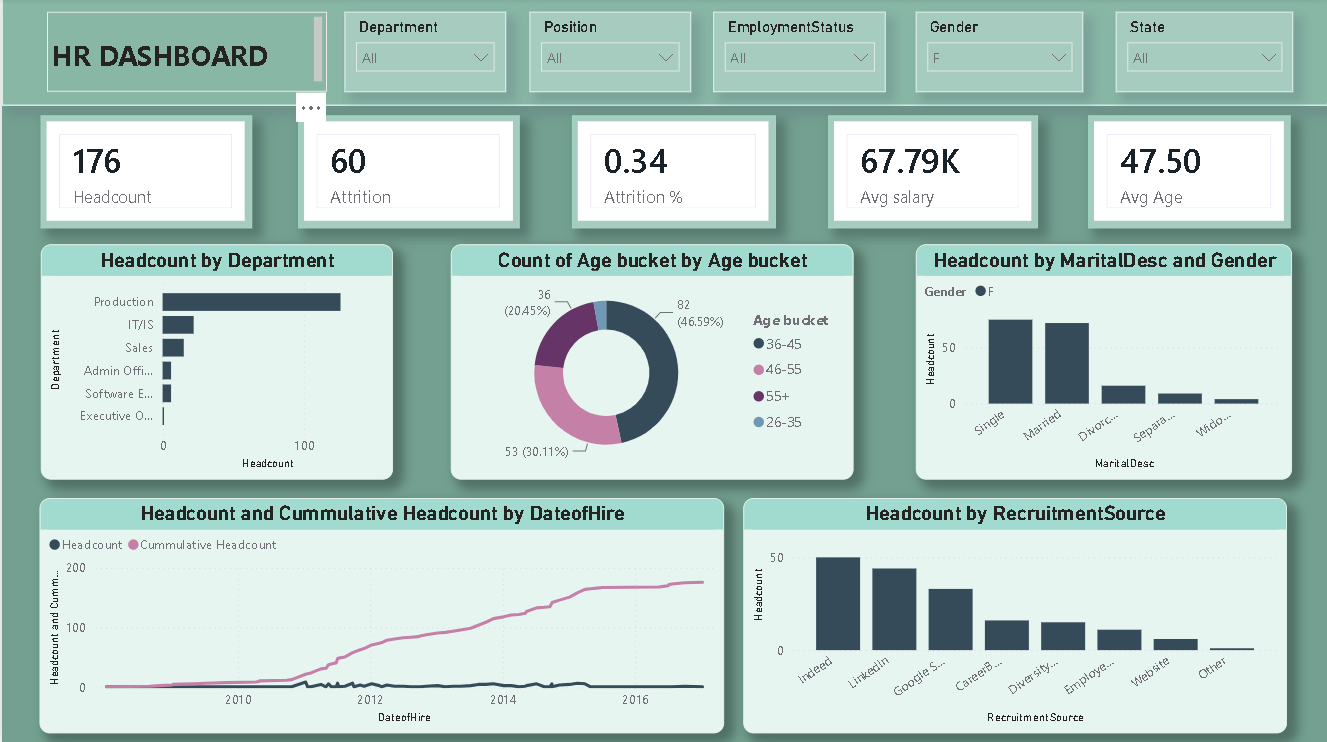 HR DASHBOARD
Department
All
Position
All
EmploymentStatus
All
Gender
F
State
All
176
Headcount
60
Attrition
0.34
Attrition %
67.79K
Avg salary
47.50
Avg Age
Headcount by Department
Department
Production
IT/IS
Sales
Admin Offi...
Software E...
Executive O...
0
100
Headcount
Count of Age bucket by Age bucket
36
(20.45%)
82
(46.59%)
53 (30.11%)
Age bucket
36-45
46-55
55+
26-35
Headcount by MaritalDesc and Gender
Gender
F
Headcount
50
0
Single
Married
Divorc...
Separa...
Wido...
MaritalDesc
Headcount and Cummulative Headcount by DateofHire
Headcount
Cummulative Headcount
Headcount and Cumm...
200
100
0
2010
2012
2014
2016
DateofHire
Headcount by RecruitmentSource
Headcount
50
0
Indeed
LinkedIn
Google S...
CareerB...
Diversity...
Employe...
Website
Other
RecruitmentSource